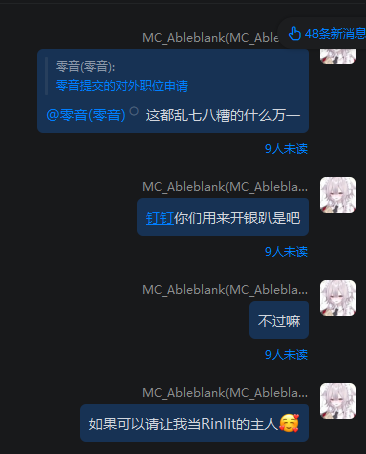 MC_Ableblank(MC_Ablebla...
48条新消息
零音(零音):
零音提交的对外职位申请
@零音(零音) 这都乱七八糟的什么万一
9人未读
MC_Ableblank(MC_Ablebla...
钉钉你们用来开银趴是吧
9人未读
MC_Ableblank(MC_Ablebla...
不过嘛
9人未读
MC_Ableblank(MC_Ablebla...
如果可以请让我当Rinlit的主人🥰